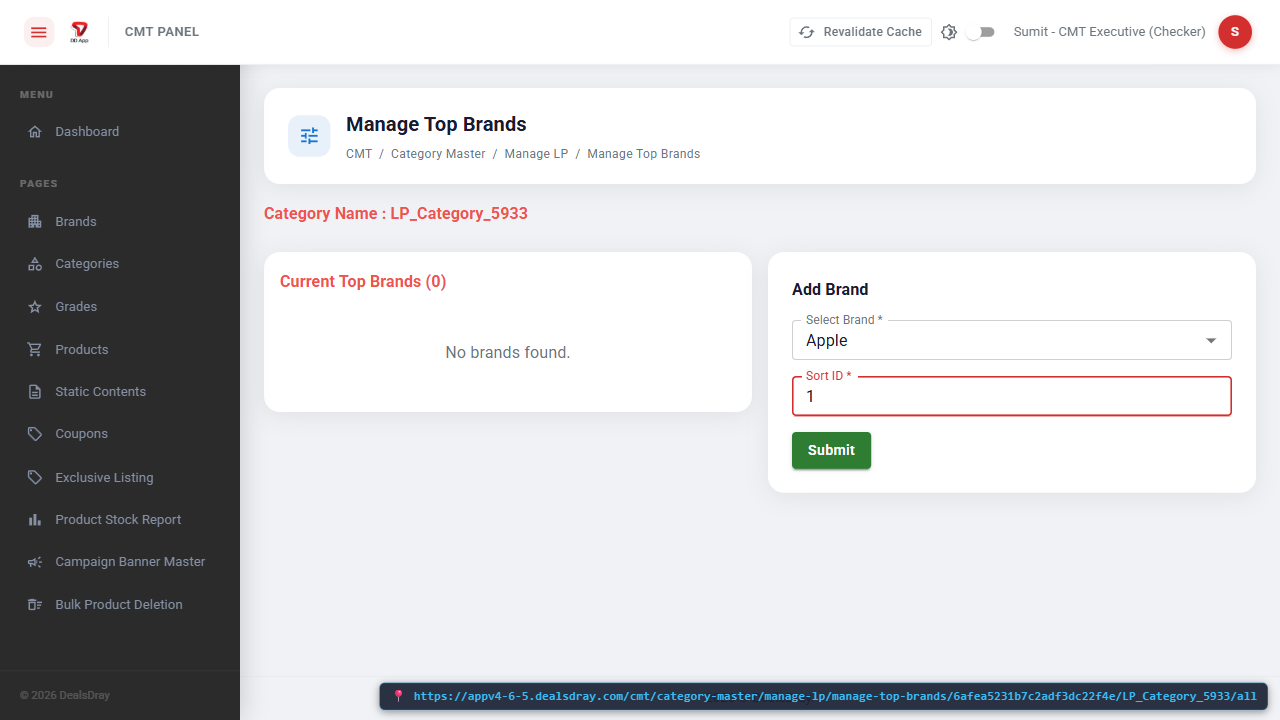 DD App
CMT PANEL
Revalidate Cache
Sumit - CMT Executive (Checker)
S
MENU
Dashboard
PAGES
Brands
Categories
Grades
Products
Static Contents
Coupons
Exclusive Listing
Product Stock Report
Campaign Banner Master
Bulk Product Deletion
© 2026 DealsDray
Manage Top Brands
CMT / Category Master / Manage LP / Manage Top Brands
Category Name : LP_Category_5933
Current Top Brands (0)
No brands found.
Add Brand
Select Brand *
Apple
Sort ID *
1
Submit
https://appv4-6-5.dealsdray.com/cmt/category-master/manage-lp/manage-top-brands/6afea5231b7c2adf3dc22f4e/LP_Category_5933/all